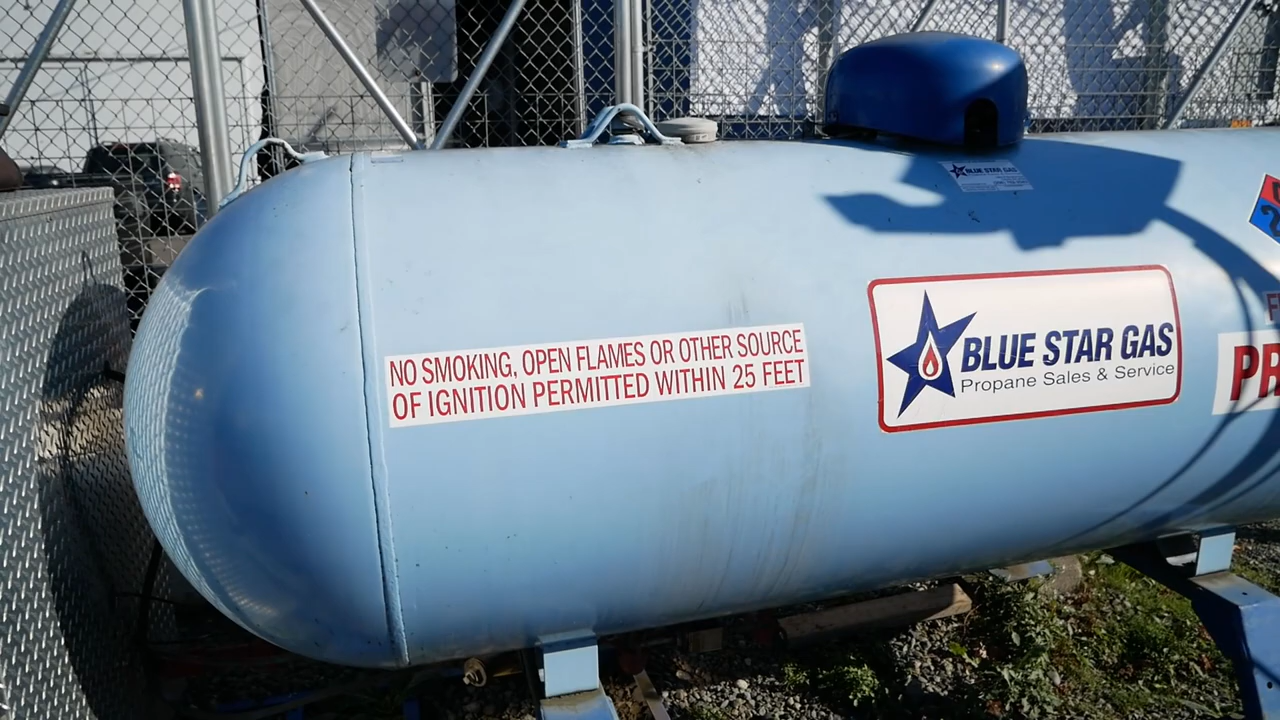 BLUE STAR GAS
NO SMOKING, OPEN FLAMES OR OTHER SOURCE
OF IGNITION PERMITTED WITHIN 25 FEET
BLUE STAR GAS
Propane Sales & Service
PR